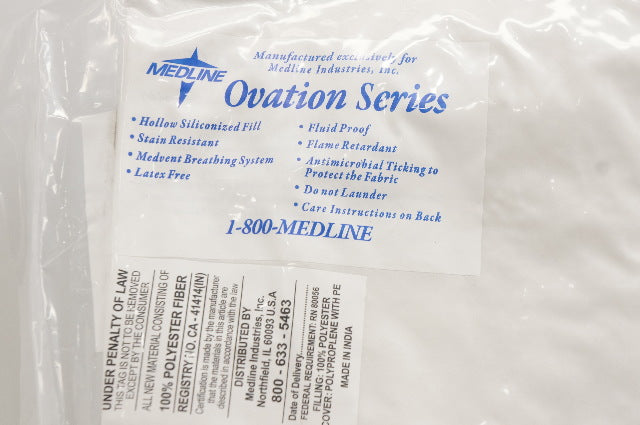 Manufactured exclusively for
Medline Industries, Inc.
MEDLINE
Ovation Series
• Hollow Siliconized Fill
• Stain Resistant
• Medvent Breathing System
• Latex Free
• Fluid Proof
• Flame Retardant
• Antimicrobial Ticking to
Protect the Fabric
• Do not Launder
• Care Instructions on Back
1-800-MEDLINE
UNDER PENALTY OF LAW
THIS TAG IS NOT TO BE REMOVED
EXCEPT BY THE CONSUMER
ALL NEW MATERIAL CONSISTING OF
100% POLYESTER FIBER
REGISTRY NO. CA - 41414(IN)
Certification is made by the manufacturer
that the materials in this article are
described in accordance with the law
DISTRIBUTED BY
Medline Industries, Inc.
Northfield, IL 60093 U.S.A
800 - 633 - 5463
Date of Delivery
FEDERAL REQUIREMENT: RN 80056
FILLING: 100% POLYESTER
COVER: POLYPROPLENE WITH PE
MADE IN INDIA